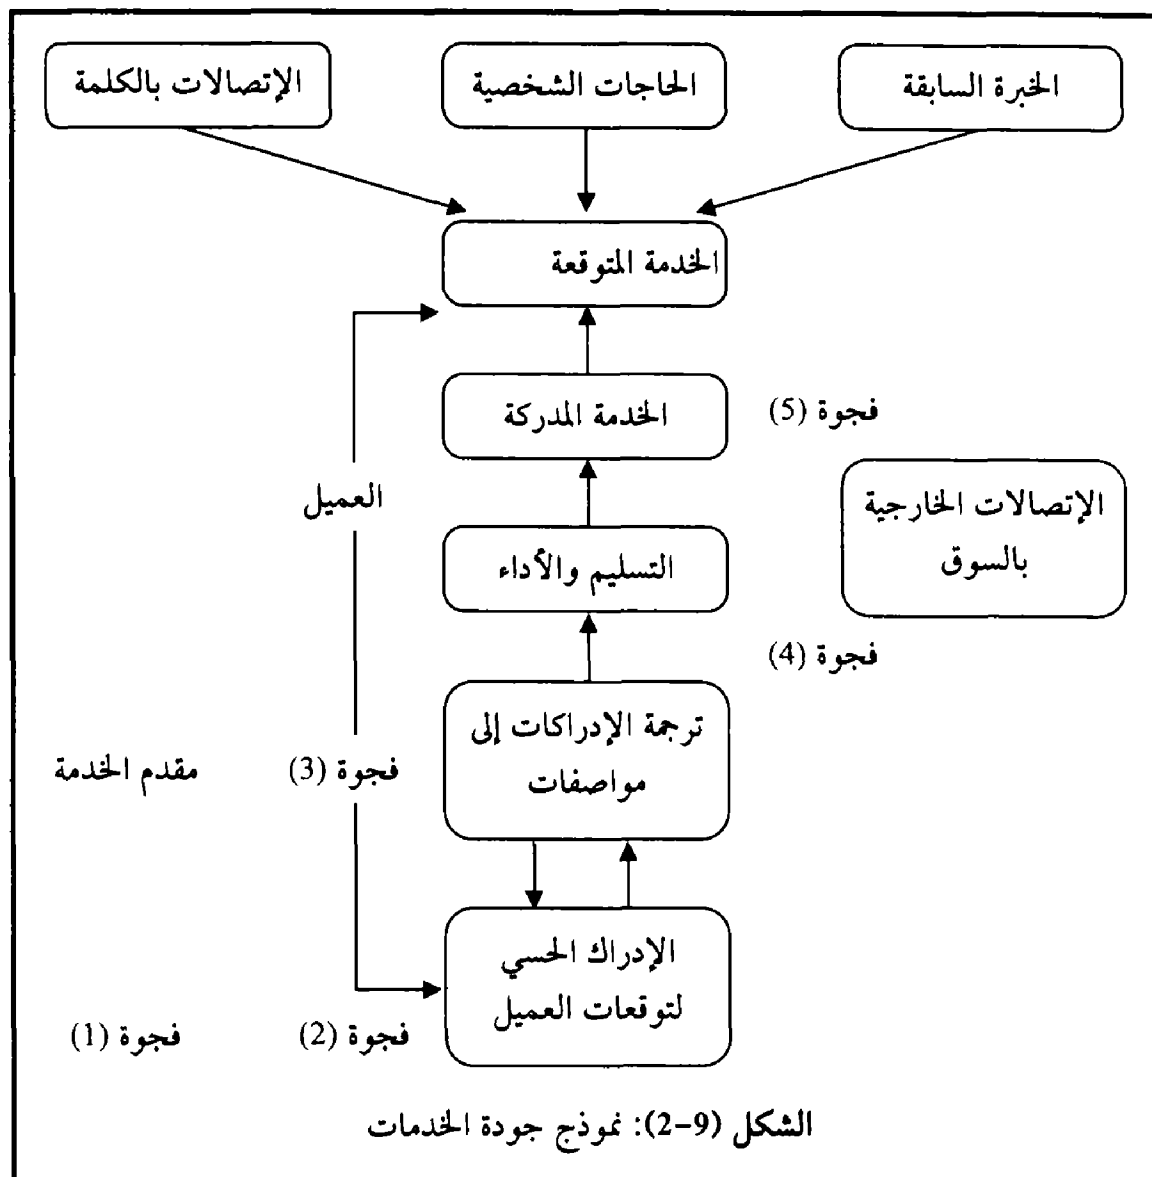 الخبرة السابقة
الحاجات الشخصية
الإتصالات بالكلمة
الخدمة المتوقعة
الخدمة المدركة
فجوة (5)
العميل
الإتصالات الخارجية
بالسوق
التسليم والأداء
فجوة (4)
ترجمة الإدراكات إلى
مواصفات
فجوة (3)
مقدم الخدمة
الإدراك الحسي
لتوقعات العميل
فجوة (2)
فجوة (1)
الشكل (9-2): نموذج جودة الخدمات